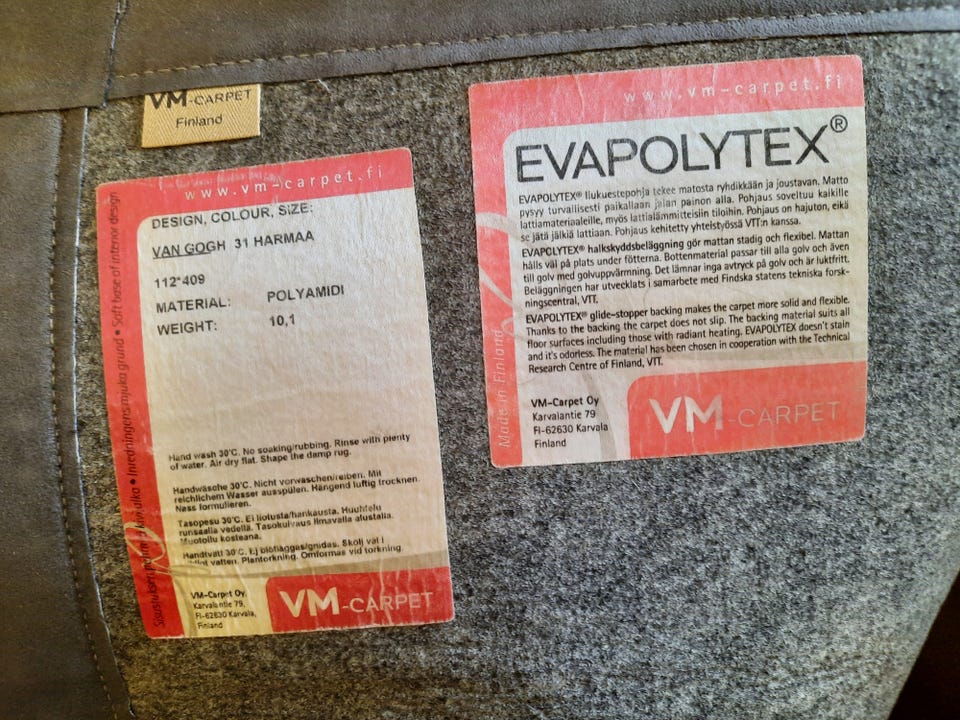 VM-CARPET
Finland
www.vm-carpet.fi
DESIGN, COLOUR, SIZE:
VAN GOGH 31 HARMAA
112*409
MATERIAL: POLYAMIDI
WEIGHT: 10,1
Hand wash 30'C. No soaking/rubbing. Rinse with plenty
of water. Air dry flat. Shape the damp rug.
Handwäsche 30'C. Nicht vorwaschen/reiben. Mit
reichlichem Wasser ausspülen. Hängend luftig trocknen.
Nass formulieren.
Tasopesu 30'C. Ei liotusta/hankausta. Huuhtelu
runsaalla vedellä. Tasokuivaus ilmavalla alustalla.
Muotoilu kosteana.
Handtvätt 30'C. Ej blötläggas/gnidas. Skölj väl i
vatten. Plantorkning. Omformas vid torkning.
VM-Carpet Oy
Karvalantie 79,
FI-62630 Karvala,
Finland
VM-CARPET
Sisustuksen • Inredningens mjuka grund • Soft base of interior design
www.vm-carpet.fi
EVAPOLYTEX®
EVAPOLYTEX® liukuestepohja tekee matosta ryhdikkään ja joustavan. Matto
pysyy turvallisesti paikallaan jalan painon alla. Pohjaus soveltuu kaikille
lattiamateriaaleille, myös lattialämmitteisiin tiloihin. Pohjaus on hajuton, eikä
se jätä jälkiä lattiaan. Pohjaus kehitetty yhteistyössä VTT:n kanssa.
EVAPOLYTEX® halkskyddsbeläggning gör mattan stadig och flexibel. Mattan
hålls väl på plats under fötterna. Bottenmaterial passar till alla golv och även
till golv med golvuppvärmning. Det lämnar inga avtryck på golv och är luktfritt.
Beläggningen har utvecklats i samarbete med Findska statens tekniska forsk-
ningscentral, VTT.
EVAPOLYTEX® glide-stopper backing makes the carpet more solid and flexible.
Thanks to the backing the carpet does not slip. The backing material suits all
floor surfaces including those with radiant heating. EVAPOLYTEX doesn't stain
and it's odorless. The material has been chosen in cooperation with the Technical
Research Centre of Finland, VTT.
VM-Carpet Oy
Karvalantie 79
FI-62630 Karvala
Finland
VM-CARPET
Made in Finland